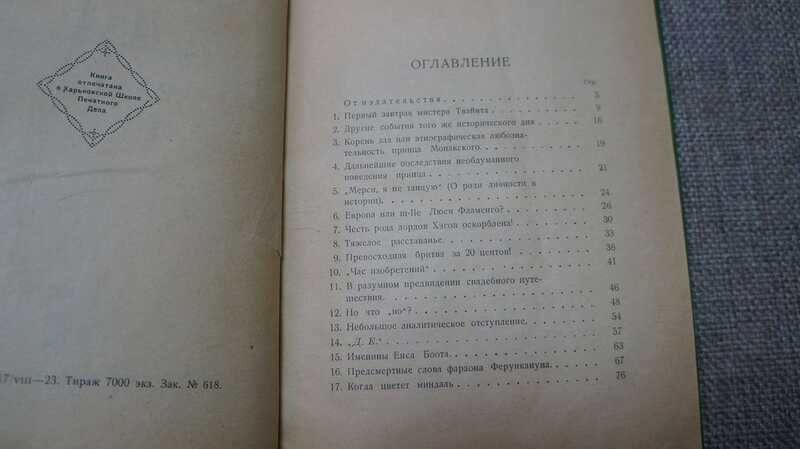 Книга
отпечатана
в Харьковской Школе
Печатного
Дела
17/VIII—23. Тираж 7000 экз. Зак. № 618.
ОГЛАВЛЕНИЕ
Стр.
От издательства. 5
1. Первый завтрак мистера Твайвта 9
2. Другие события того же исторического дня 16
3. Корень зла или этнографическая любозна-
тельность принца Монакского. 19
4. Дальнейшие последствия необдуманного
поведения принца 21
5. „Мерси, я не танцую“ (О роли личности в
истории). 24
6. Европа или m-lle Люси Фламенго? 26
7. Честь рода лордов Хэгов оскорблена! 30
8. Тяжелое расставанье. 33
9. Превосходная бритва за 20 центов! 36
10. „Час изобретений“ 41
11. В разумном предвидении свадебного путе-
шествия. 46
12. Но что „но“? 48
13. Небольшое аналитическое отступление. 54
14. „Д. Е.“ 57
15. Именины Енса Боота. 63
16. Предсмертные слова фараона Ферункануна. 67
17. Когда цветет миндаль 76